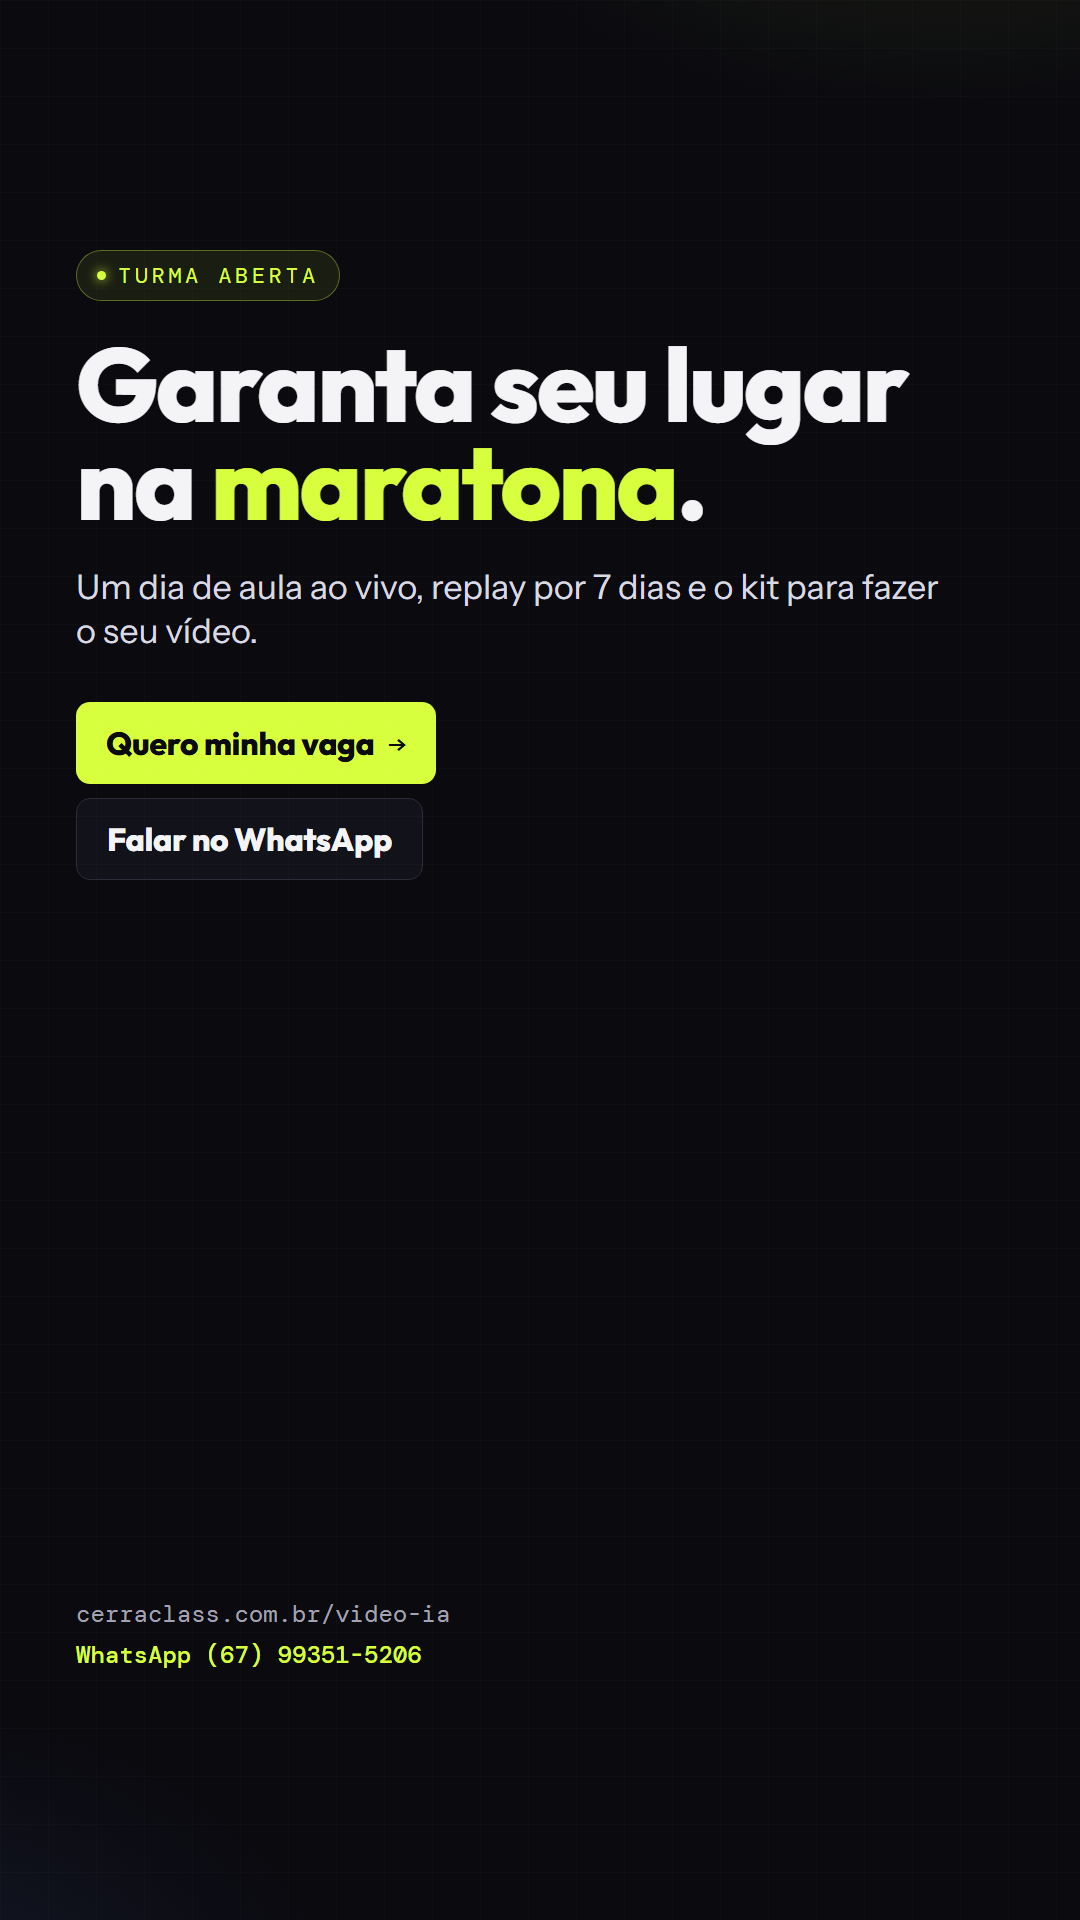 TURMA ABERTA
Garanta seu lugar
na maratona.
Um dia de aula ao vivo, replay por 7 dias e o kit para fazer
o seu vídeo.
Quero minha vaga →
Falar no WhatsApp
cerraclass.com.br/video-ia
WhatsApp (67) 99351-5206